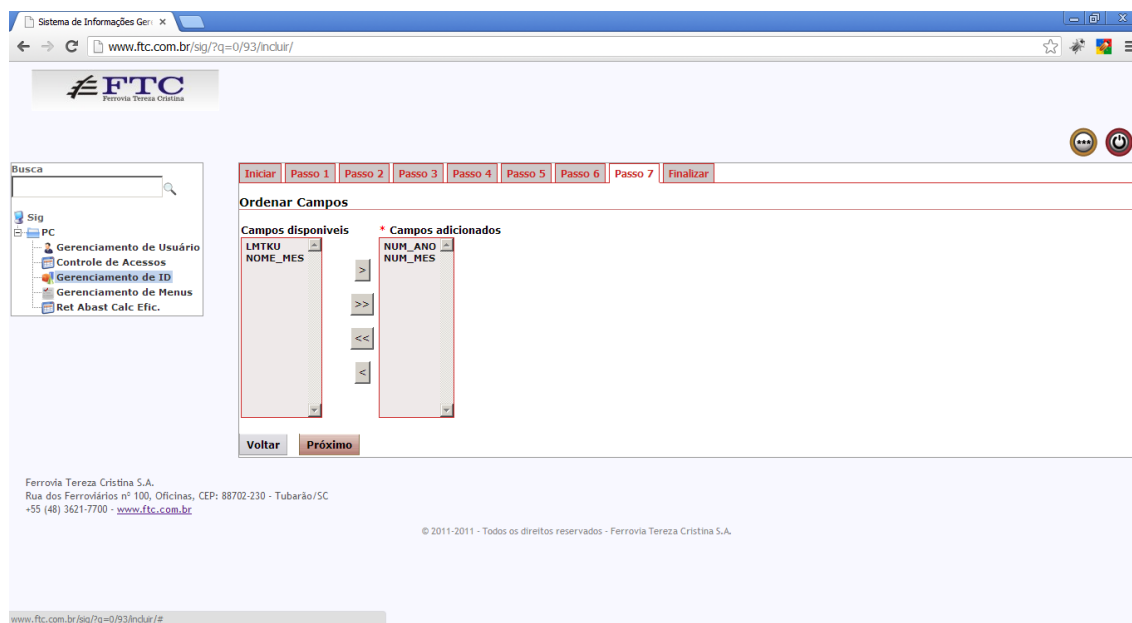 Sistema de Informações Ger
www.ftc.com.br/sig/?q=0/93/incluir/
FTC
Ferrovia Tereza Cristina
Busca
Sig
PC
Gerenciamento de Usuário
Controle de Acessos
Gerenciamento de ID
Gerenciamento de Menus
Ret Abast Calc Efic.
Iniciar Passo 1 Passo 2 Passo 3 Passo 4 Passo 5 Passo 6 Passo 7 Finalizar
Ordenar Campos
Campos disponiveis * Campos adicionados
LMTKU NUM_ANO
NOME_MES NUM_MES
>
>>
<<
<
Voltar Próximo
Ferrovia Tereza Cristina S.A.
Rua dos Ferroviários nº 100, Oficinas, CEP: 88702-230 - Tubarão/SC
+55 (48) 3621-7700 - www.ftc.com.br
© 2011-2011 - Todos os direitos reservados - Ferrovia Tereza Cristina S.A.
www.ftc.com.br/sig/?q=0/93/incluir/#